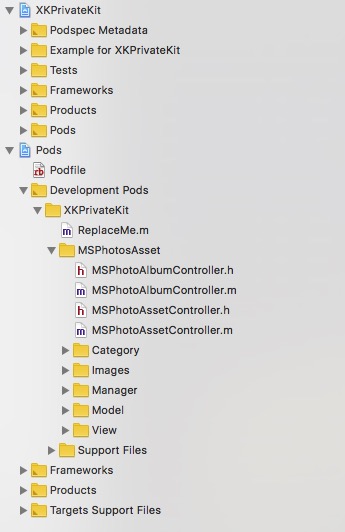 XKPrivateKit
Podspec Metadata
Example for XKPrivateKit
Tests
Frameworks
Products
Pods
Pods
rb Podfile
Development Pods
XKPrivateKit
m ReplaceMe.m
MSPhotosAsset
h MSPhotoAlbumController.h
m MSPhotoAlbumController.m
h MSPhotoAssetController.h
m MSPhotoAssetController.m
Category
Images
Manager
Model
View
Support Files
Frameworks
Products
Targets Support Files